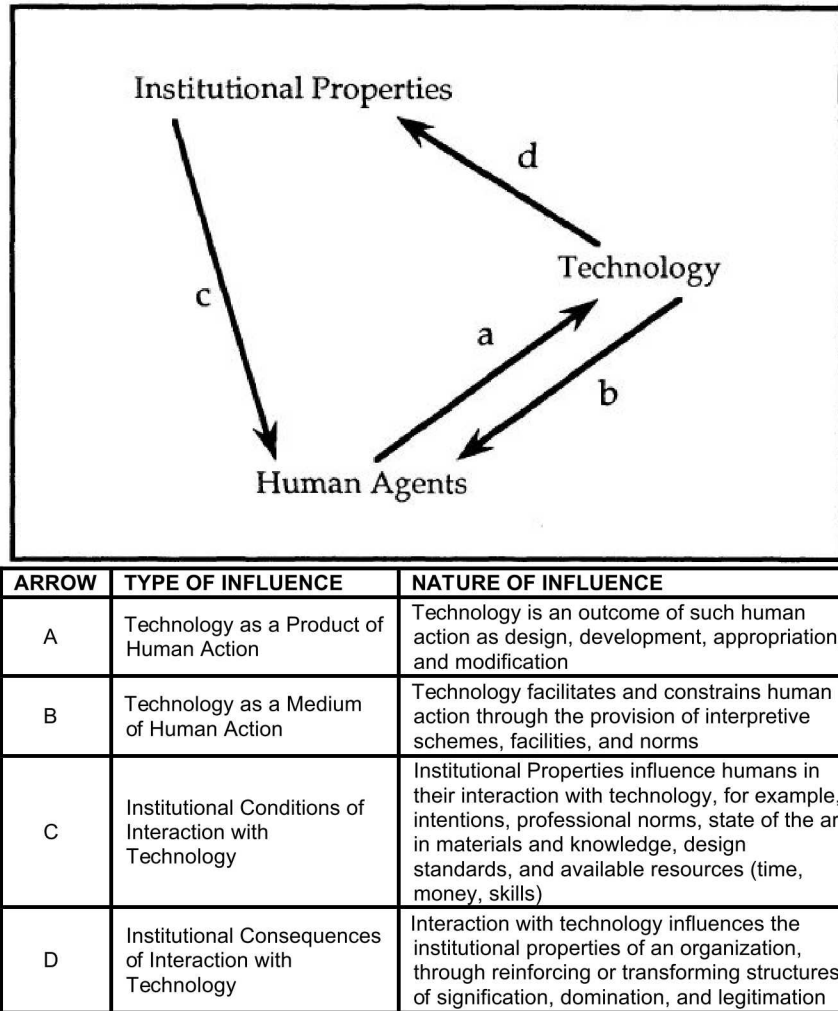 Institutional Properties
d
Technology
c
a
b
Human Agents
ARROW TYPE OF INFLUENCE NATURE OF INFLUENCE
A
Technology as a Product of
Human Action
Technology is an outcome of such human
action as design, development, appropriation
and modification
B
Technology as a Medium
of Human Action
Technology facilitates and constrains human
action through the provision of interpretive
schemes, facilities, and norms
C
Institutional Conditions of
Interaction with
Technology
Institutional Properties influence humans in
their interaction with technology, for example,
intentions, professional norms, state of the ar
in materials and knowledge, design
standards, and available resources (time,
money, skills)
D
Institutional Consequences
of Interaction with
Technology
Interaction with technology influences the
institutional properties of an organization,
through reinforcing or transforming structures
of signification, domination, and legitimation